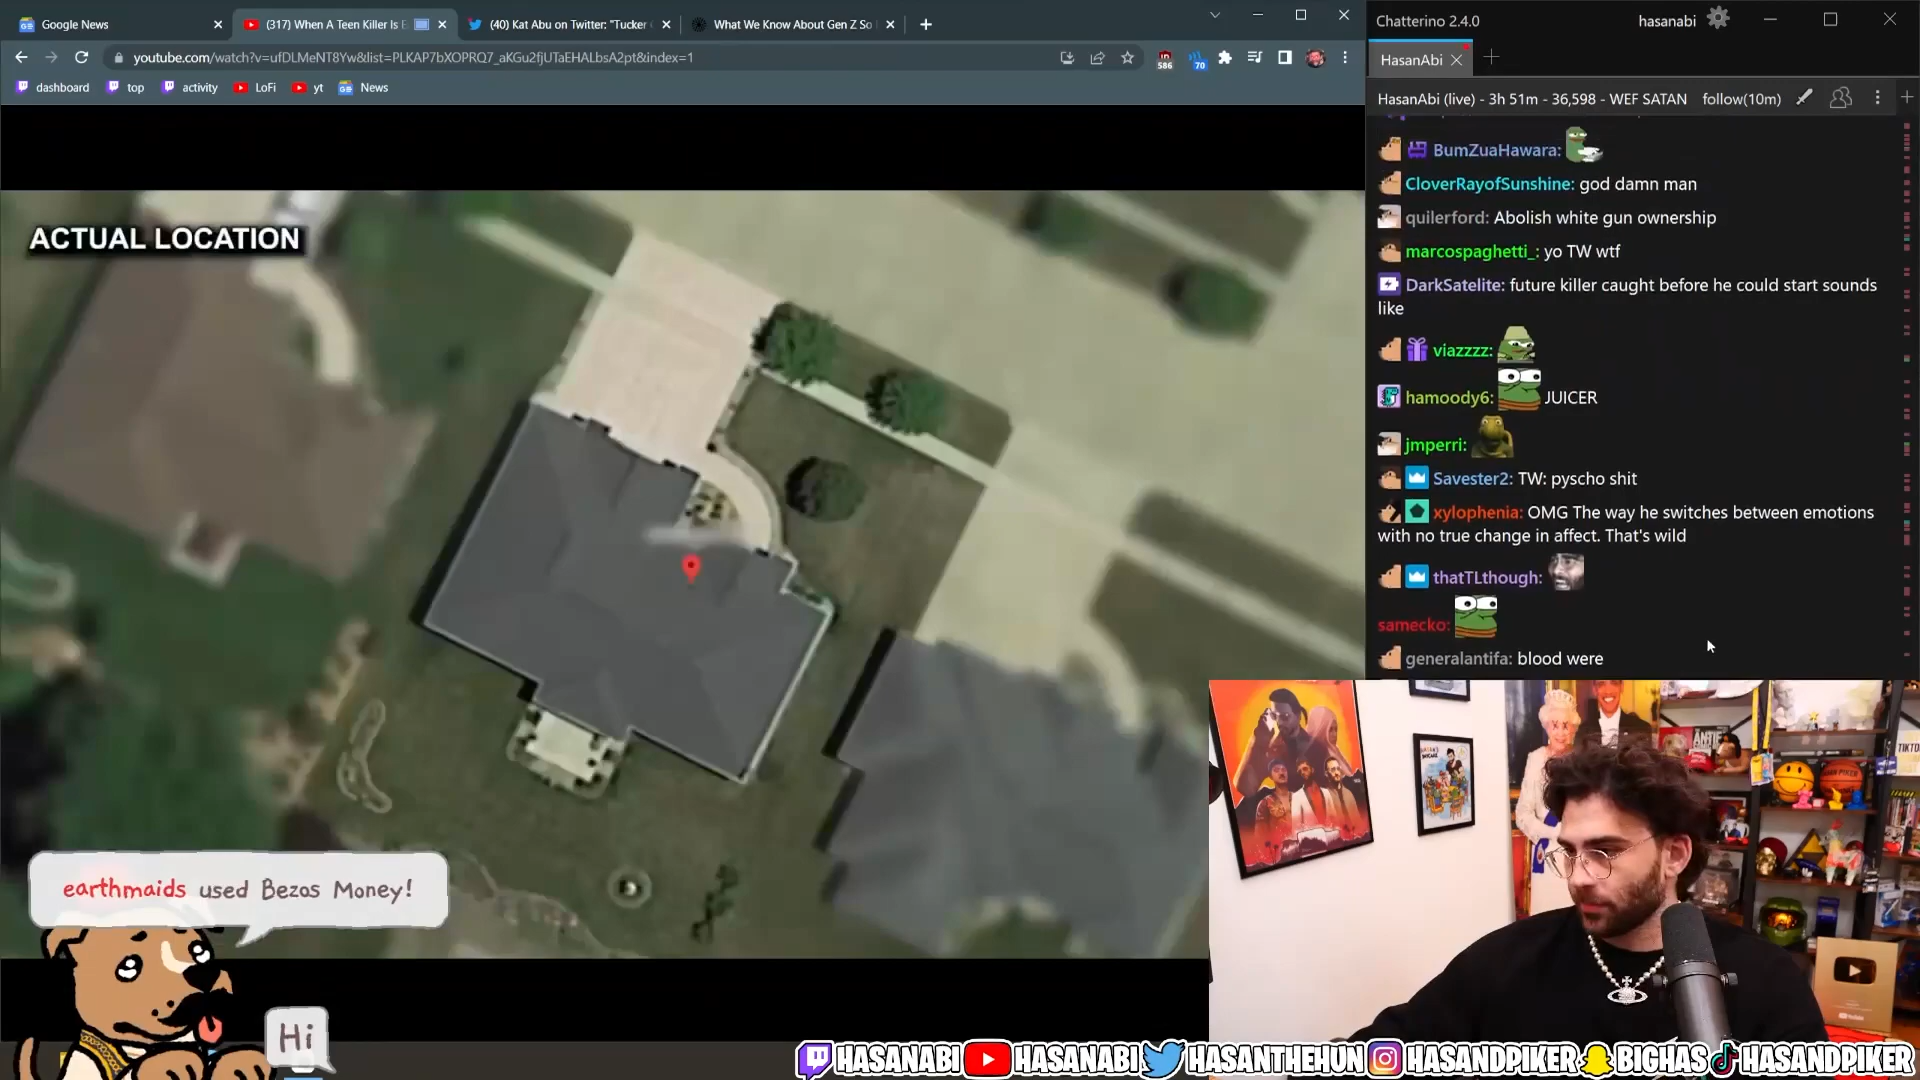 Google News
(317) When A Teen Killer Is E
(40) Kat Abu on Twitter: "Tucker
What We Know About Gen Z So
youtube.com/watch?v=ufDLMeNT8Yw&list=PLKAP7bXOPRQ7_aKGu2fjUTaEHALbsA2pt&index=1
586
70
dashboard
top
activity
LoFi
yt
News
ACTUAL LOCATION
earthmaids used Bezos Money!
Hi
Chatterino 2.4.0
hasanabi
HasanAbi
HasanAbi (live) - 3h 51m - 36,598 - WEF SATAN
follow(10m)
BumZuaHawara:
CloverRayofSunshine: god damn man
quilerford: Abolish white gun ownership
marcospaghetti_: yo TW wtf
DarkSatelite: future killer caught before he could start sounds
like
viazzzz:
hamoody6: JUICER
jmperri:
Savester2: TW: pyscho shit
xylophenia: OMG The way he switches between emotions
with no true change in affect. That's wild
thatTLthough:
samecko:
generalantifa: blood were
HASANABI HASANABI HASANTHEHUN HASANDPIKER BIGHAS HASANDPIKER